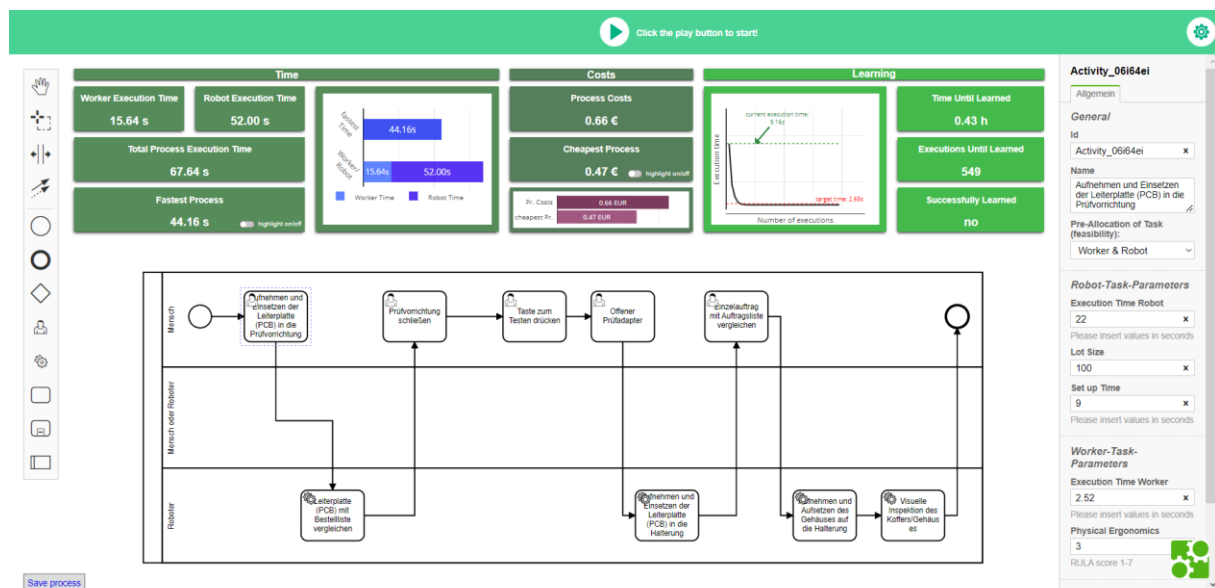 Click the play button to start!
Time
Worker Execution Time
15.64 s
Robot Execution Time
52.00 s
Total Process Execution Time
67.64 s
Fastest Process
44.16 s
highlight on/off
fastest
Time
44.16s
Worker/
Robot
15.64s
52.00s
Worker Time
Robot Time
Costs
Process Costs
0.66 €
Cheapest Process
0.47 €
highlight on/off
Pr. Costs
0.66 EUR
cheapest Pr.
0.47 EUR
Learning
Execution time
current execution time:
9.16s
target time: 2.65s
Number of executions
Time Until Learned
0.43 h
Executions Until Learned
549
Successfully Learned
no
Mensch
Aufnehmen und
Einsetzen der
Leiterplatte
(PCB) in die
Prüfvorrichtung
Prüfvorrichtung
schließen
Taste zum
Testen drücken
Offener
Prüfadapter
Einzelauftrag
mit Auftragsliste
vergleichen
Mensch oder Roboter
Roboter
Leiterplatte
(PCB) mit
Bestellliste
vergleichen
Aufnehmen und
Einsetzen der
Leiterplatte
(PCB) in die
Halterung
Aufnehmen und
Aufsetzen des
Gehäuses auf
die Halterung
Visuelle
Inspektion des
Koffers/Gehäus
es
Save process
Activity_06i64ei
Allgemein
General
Id
Activity_06i64ei
Name
Aufnehmen und Einsetzen
der Leiterplatte (PCB) in die
Prüfvorrichtung
Pre-Allocation of Task
(feasibility):
Worker & Robot
Robot-Task-Parameters
Execution Time Robot
22
Please insert values in seconds
Lot Size
100
Set up Time
9
Please insert values in seconds
Worker-Task-
Parameters
Execution Time Worker
2.52
Please insert values in seconds
Physical Ergonomics
3
RULA score 1-7